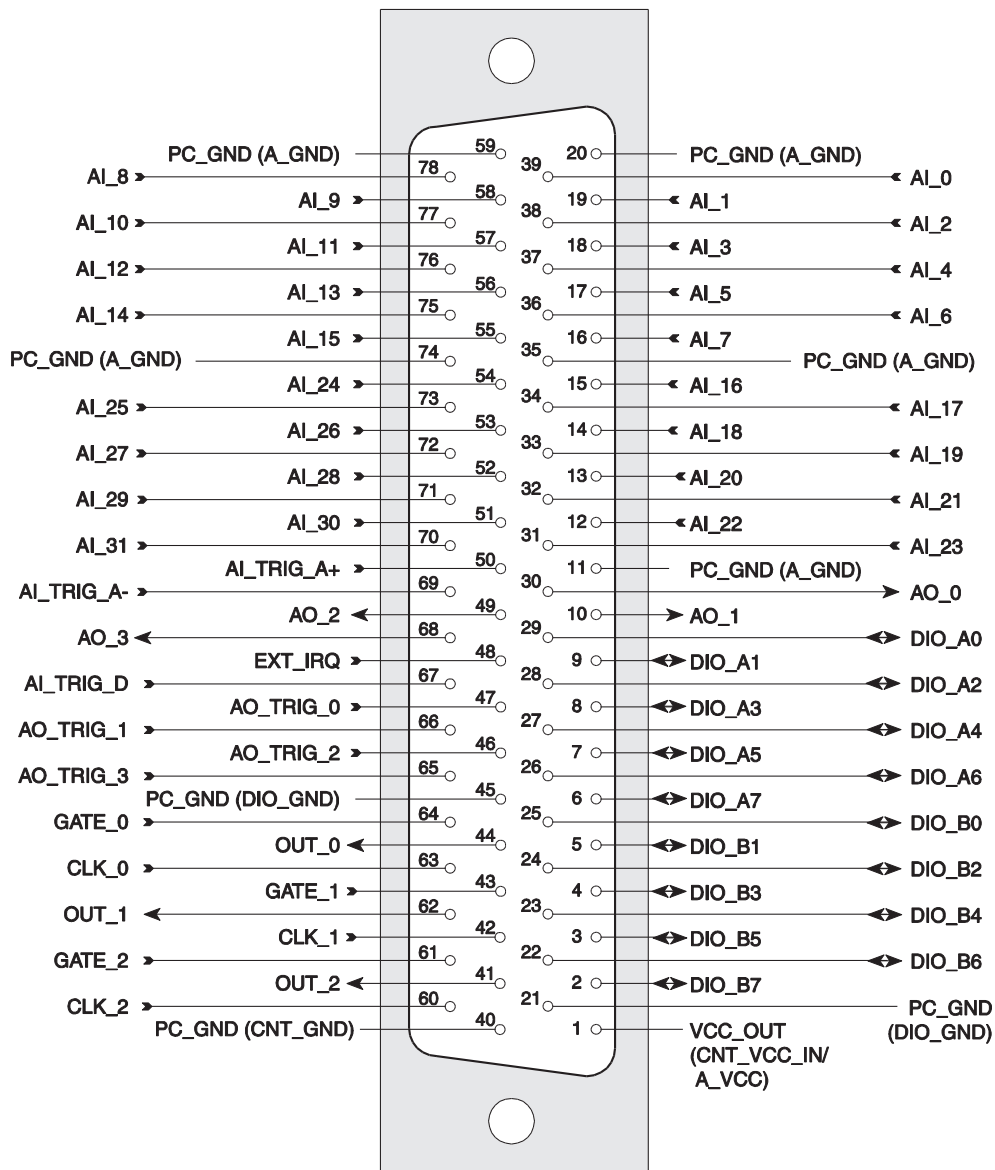 PC_GND (A_GND) 59 20 PC_GND (A_GND)
AI_8 78 39 AI_0
AI_9 58 19 AI_1
AI_10 77 38 AI_2
AI_11 57 18 AI_3
AI_12 76 37 AI_4
AI_13 56 17 AI_5
AI_14 75 36 AI_6
AI_15 55 16 AI_7
PC_GND (A_GND) 74 35 PC_GND (A_GND)
AI_24 54 15 AI_16
AI_25 73 34 AI_17
AI_26 53 14 AI_18
AI_27 72 33 AI_19
AI_28 52 13 AI_20
AI_29 71 32 AI_21
AI_30 51 12 AI_22
AI_31 70 31 AI_23
AI_TRIG_A+ 50 11 PC_GND (A_GND)
AI_TRIG_A- 69 30 AO_0
AO_2 49 10 AO_1
AO_3 68 29 DIO_A0
EXT_IRQ 48 9 DIO_A1
AI_TRIG_D 67 28 DIO_A2
AO_TRIG_0 47 8 DIO_A3
AO_TRIG_1 66 27 DIO_A4
AO_TRIG_2 46 7 DIO_A5
AO_TRIG_3 65 26 DIO_A6
PC_GND (DIO_GND) 45 6 DIO_A7
GATE_0 64 25 DIO_B0
OUT_0 44 5 DIO_B1
CLK_0 63 24 DIO_B2
GATE_1 43 4 DIO_B3
OUT_1 62 23 DIO_B4
CLK_1 42 3 DIO_B5
GATE_2 61 22 DIO_B6
OUT_2 41 2 DIO_B7
CLK_2 60 21 PC_GND
(DIO_GND)
PC_GND (CNT_GND) 40 1 VCC_OUT
(CNT_VCC_IN/
A_VCC)